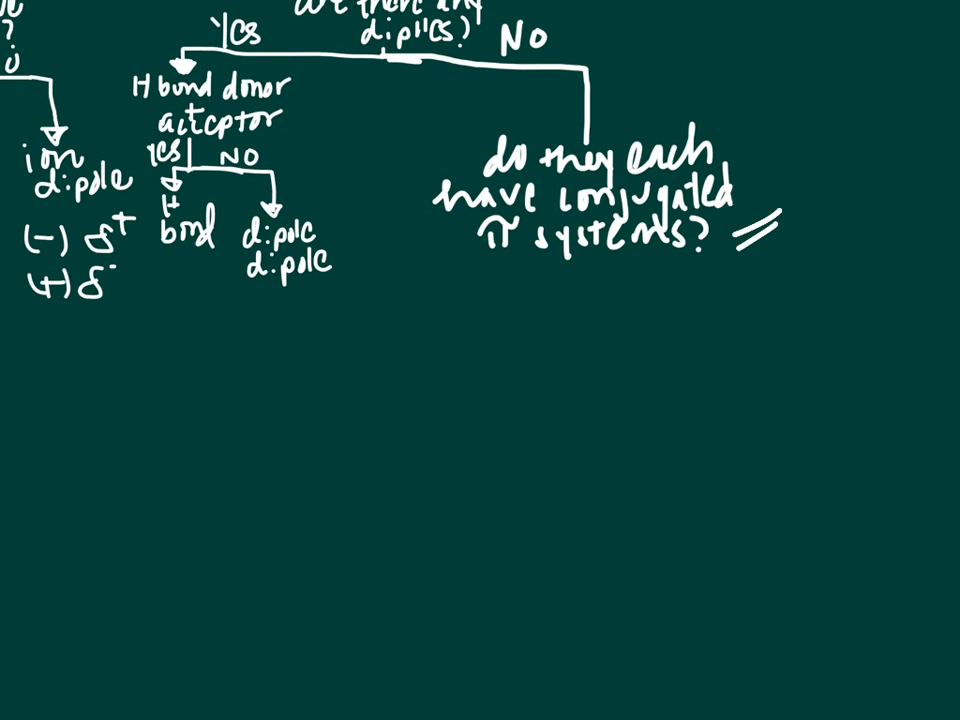 ?
are there any
dipoles?
Yes
NO
H bond donor
acceptor
Yes NO
H
bond
dipole
dipole
ion
dipole
(-) δ+
(+) δ-
do they each
have conjugated
π systems?